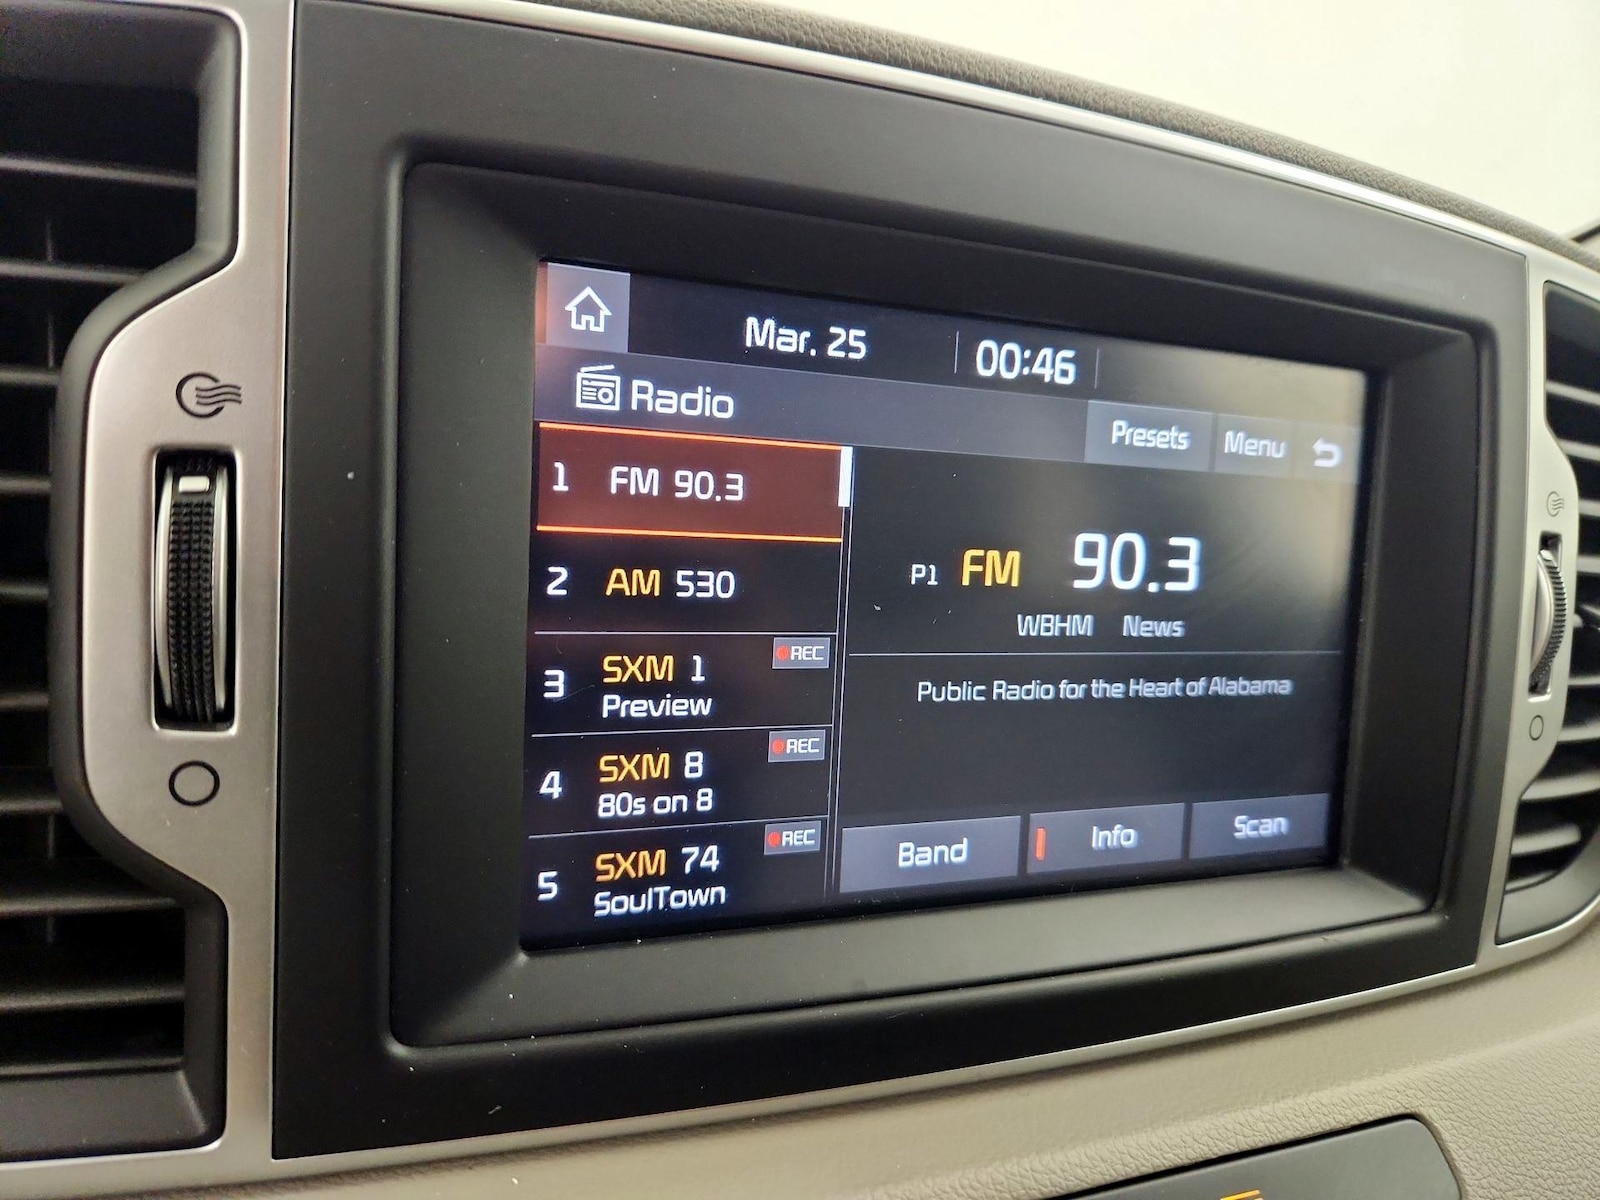 Mar. 25 00:46
Radio
Presets Menu
1 FM 90.3
2 AM 530
3 SXM 1 REC
Preview
4 SXM 8 REC
80s on 8
5 SXM 74 REC
SoulTown
P1 FM 90.3
WBHM News
Public Radio for the Heart of Alabama
Band Info Scan